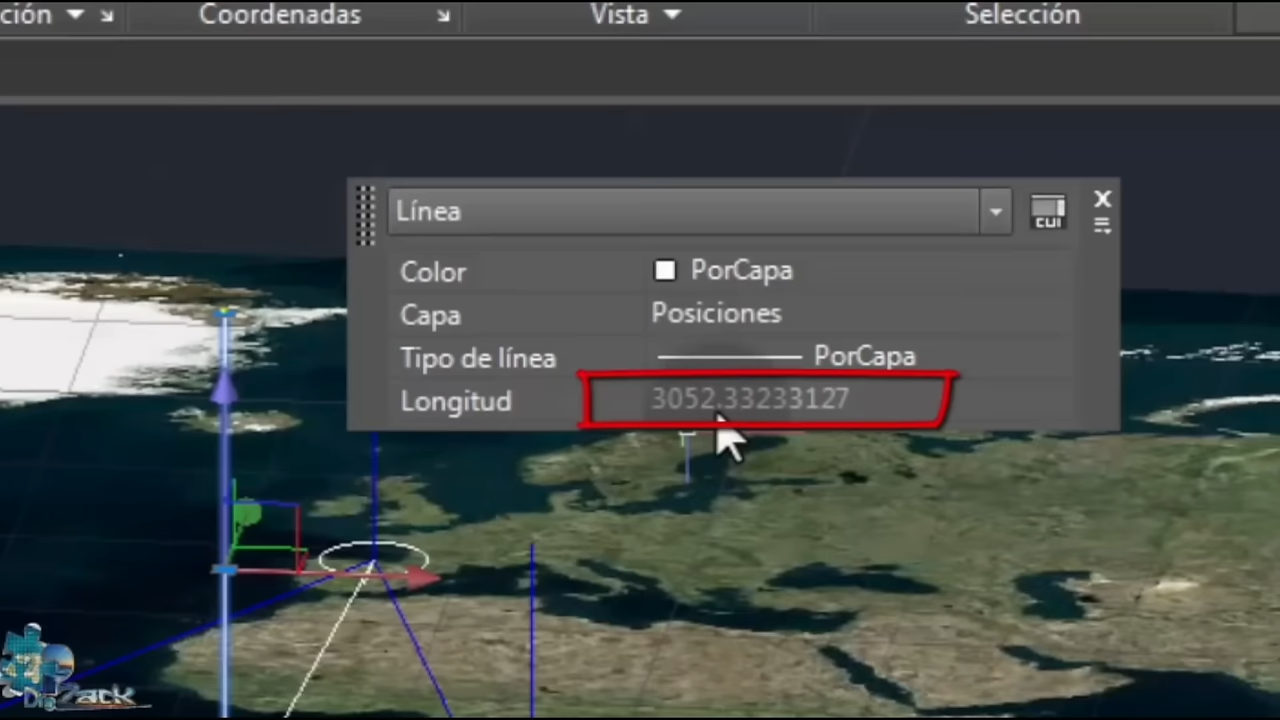 ción
Coordenadas
Vista
Selección
Línea
CUI
X
Color
PorCapa
Capa
Posiciones
Tipo de línea
PorCapa
Longitud
3052.33233127